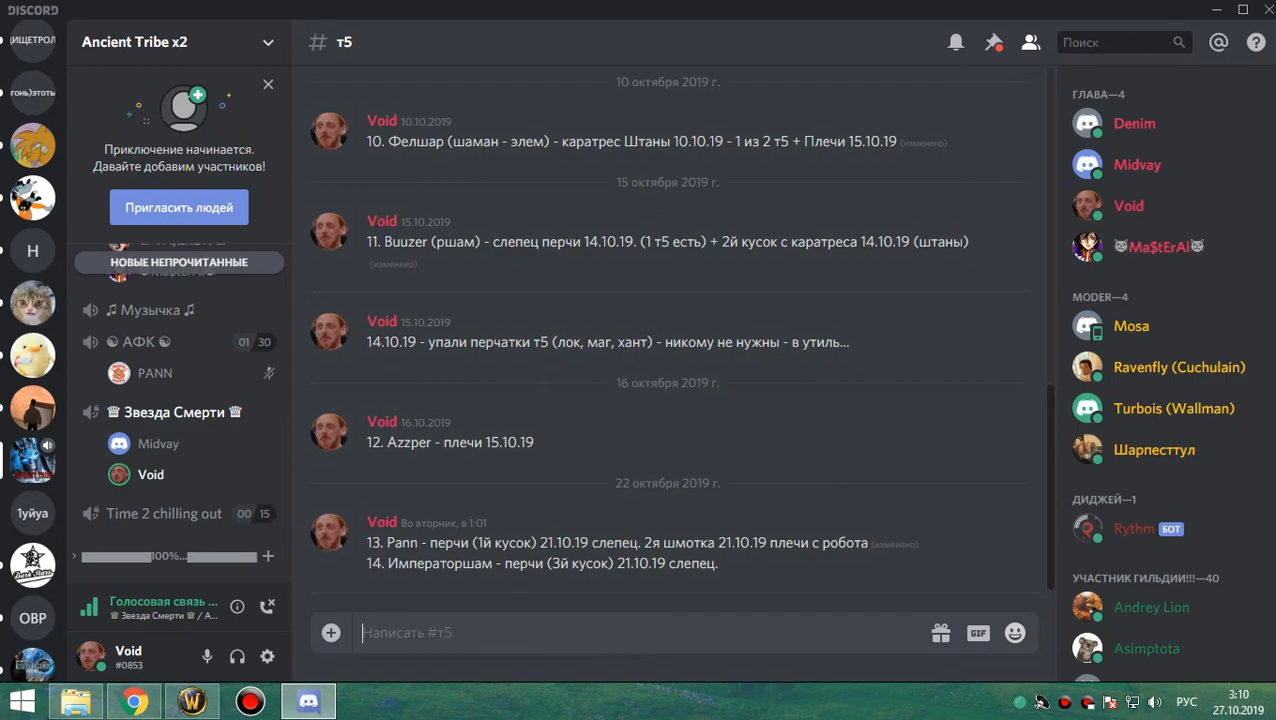 DISCORD
ИЩЕТРОЛ
ГОНЬ)ЭТОТЫ
Н
1уйуа
ОВР
Ancient Tribe x2
Приключение начинается.
Давайте добавим участников!
Пригласить людей
НОВЫЕ НЕПРОЧИТАННЫЕ
♫ Музычка ♫
☯ АФК ☯ 01 30
PANN
♕ Звезда Смерти ♕
Midvay
Void
Time 2 chilling out 00 15
100%...
Голосовая связь ...
♕ Звезда Смерти ♕ / A...
Void
#0853
# т5
Поиск
10 октября 2019 г.
Void 10.10.2019
10. Фелшар (шаман - элем) - каратрес Штаны 10.10.19 - 1 из 2 т5 + Плечи 15.10.19 (изменено)
15 октября 2019 г.
Void 15.10.2019
11. Buuzer (ршам) - слепец перчи 14.10.19. (1 т5 есть) + 2й кусок с каратреса 14.10.19 (штаны)
(изменено)
Void 15.10.2019
14.10.19 - упали перчатки т5 (лок, маг, хант) - никому не нужны - в утиль...
16 октября 2019 г.
Void 16.10.2019
12. Azzper - плечи 15.10.19
22 октября 2019 г.
Void Во вторник, в 1:01
13. Pann - перчи (1й кусок) 21.10.19 слепец. 2я шмотка 21.10.19 плечи с робота (изменено)
14. Императоршам - перчи (3й кусок) 21.10.19 слепец.
Написать #т5
GIF
ГЛАВА—4
Denim
Midvay
Void
Ma$tErAl
MODER—4
Mosa
Ravenfly (Cuchulain)
Turbois (Wallman)
Шарпесттул
ДИДЖЕЙ—1
Rythm БОТ
УЧАСТНИК ГИЛЬДИИ!!!—40
Andrey Lion
Asimptota
РУС
3:10
27.10.2019